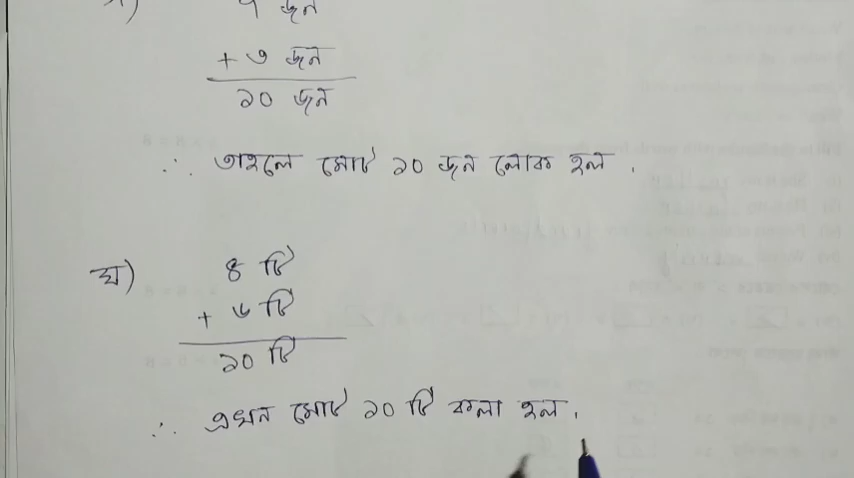 গ) ৭ জন
+ ৩ জন
১০ জন
∴ তাহলে মোট ১০ জন লোক হল.
ঘ) ৪ টি
+ ৬ টি
১০ টি
∴ এখন মোট ১০ টি কলা হল.